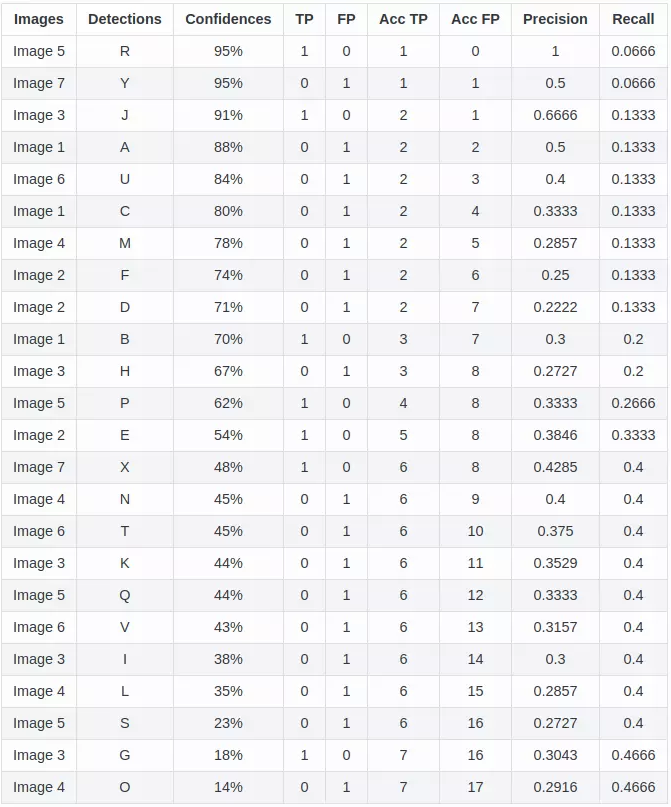 Images Detections Confidences TP FP Acc TP Acc FP Precision Recall
Image 5 R 95% 1 0 1 0 1 0.0666
Image 7 Y 95% 0 1 1 1 0.5 0.0666
Image 3 J 91% 1 0 2 1 0.6666 0.1333
Image 1 A 88% 0 1 2 2 0.5 0.1333
Image 6 U 84% 0 1 2 3 0.4 0.1333
Image 1 C 80% 0 1 2 4 0.3333 0.1333
Image 4 M 78% 0 1 2 5 0.2857 0.1333
Image 2 F 74% 0 1 2 6 0.25 0.1333
Image 2 D 71% 0 1 2 7 0.2222 0.1333
Image 1 B 70% 1 0 3 7 0.3 0.2
Image 3 H 67% 0 1 3 8 0.2727 0.2
Image 5 P 62% 1 0 4 8 0.3333 0.2666
Image 2 E 54% 1 0 5 8 0.3846 0.3333
Image 7 X 48% 1 0 6 8 0.4285 0.4
Image 4 N 45% 0 1 6 9 0.4 0.4
Image 6 T 45% 0 1 6 10 0.375 0.4
Image 3 K 44% 0 1 6 11 0.3529 0.4
Image 5 Q 44% 0 1 6 12 0.3333 0.4
Image 6 V 43% 0 1 6 13 0.3157 0.4
Image 3 I 38% 0 1 6 14 0.3 0.4
Image 4 L 35% 0 1 6 15 0.2857 0.4
Image 5 S 23% 0 1 6 16 0.2727 0.4
Image 3 G 18% 1 0 7 16 0.3043 0.4666
Image 4 O 14% 0 1 7 17 0.2916 0.4666